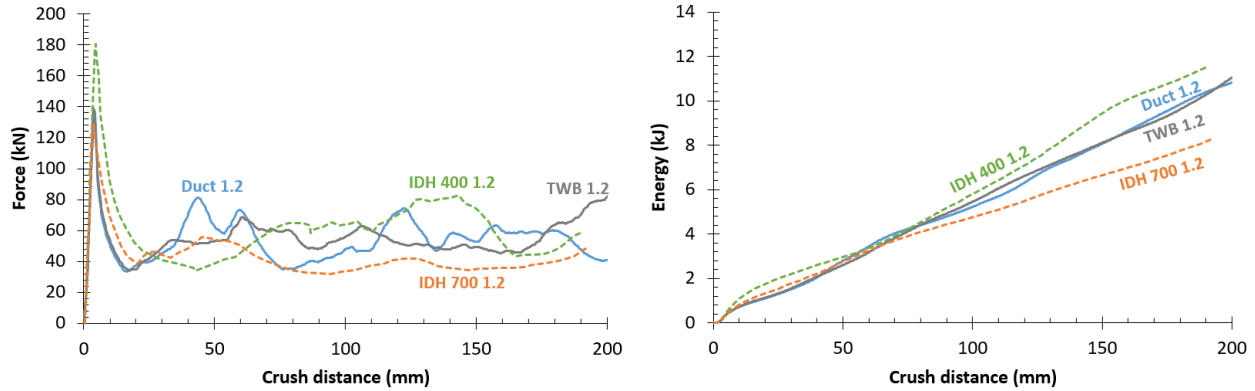 200
180
160
140
120
100
80
60
40
20
0
Force (kN)
Duct 1.2
IDH 400 1.2
TWB 1.2
IDH 700 1.2
0 50 100 150 200
Crush distance (mm)
14
12
10
8
6
4
2
0
Energy (kJ)
Duct 1.2
TWB 1.2
IDH 400 1.2
IDH 700 1.2
0 50 100 150 200
Crush distance (mm)